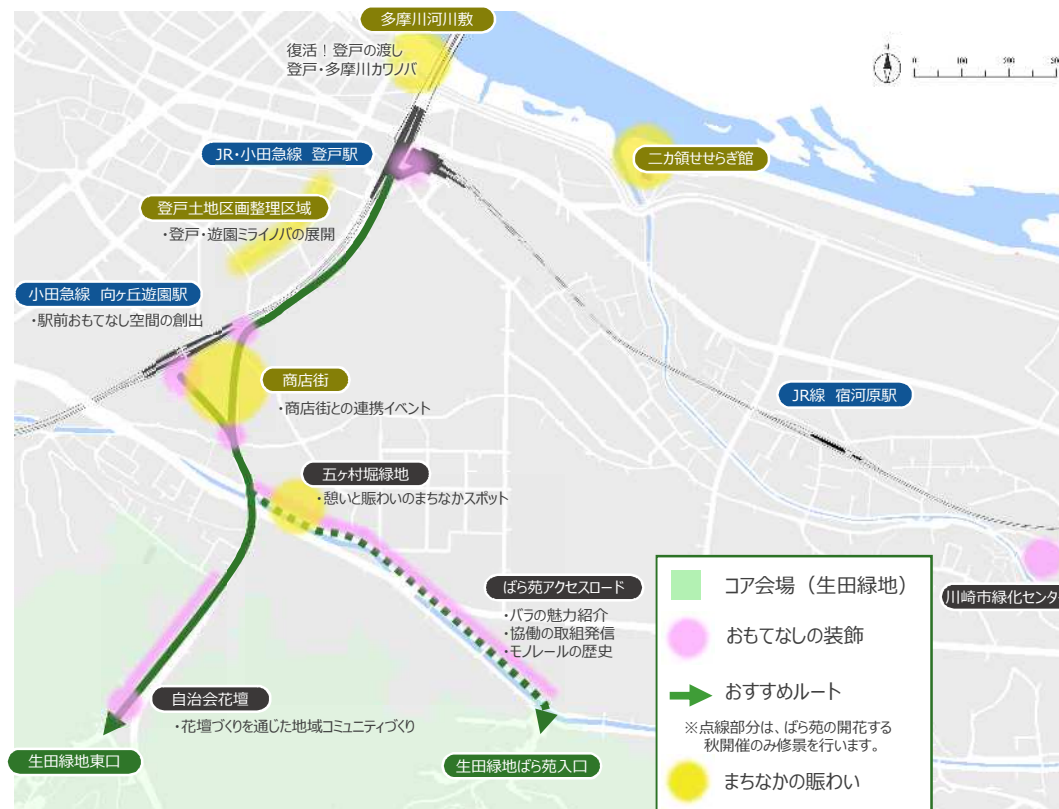 多摩川河川敷
復活！登戸の渡し
登戸・多摩川カワノバ
N
0 100 200
JR・小田急線 登戸駅
二カ領せせらぎ館
登戸土地区画整理区域
・登戸・遊園ミライノバの展開
小田急線 向ヶ丘遊園駅
・駅前おもてなし空間の創出
商店街
・商店街との連携イベント
JR線 宿河原駅
五ヶ村堀緑地
・憩いと賑わいのまちなかスポット
ばら苑アクセスロード
・バラの魅力紹介
・協働の取組発信
・モノレールの歴史
川崎市緑化センタ
自治会花壇
・花壇づくりを通じた地域コミュニティづくり
生田緑地東口
生田緑地ばら苑入口
コア会場（生田緑地）
おもてなしの装飾
おすすめルート
※点線部分は、ばら苑の開花する
秋開催のみ修景を行います。
まちなかの賑わい